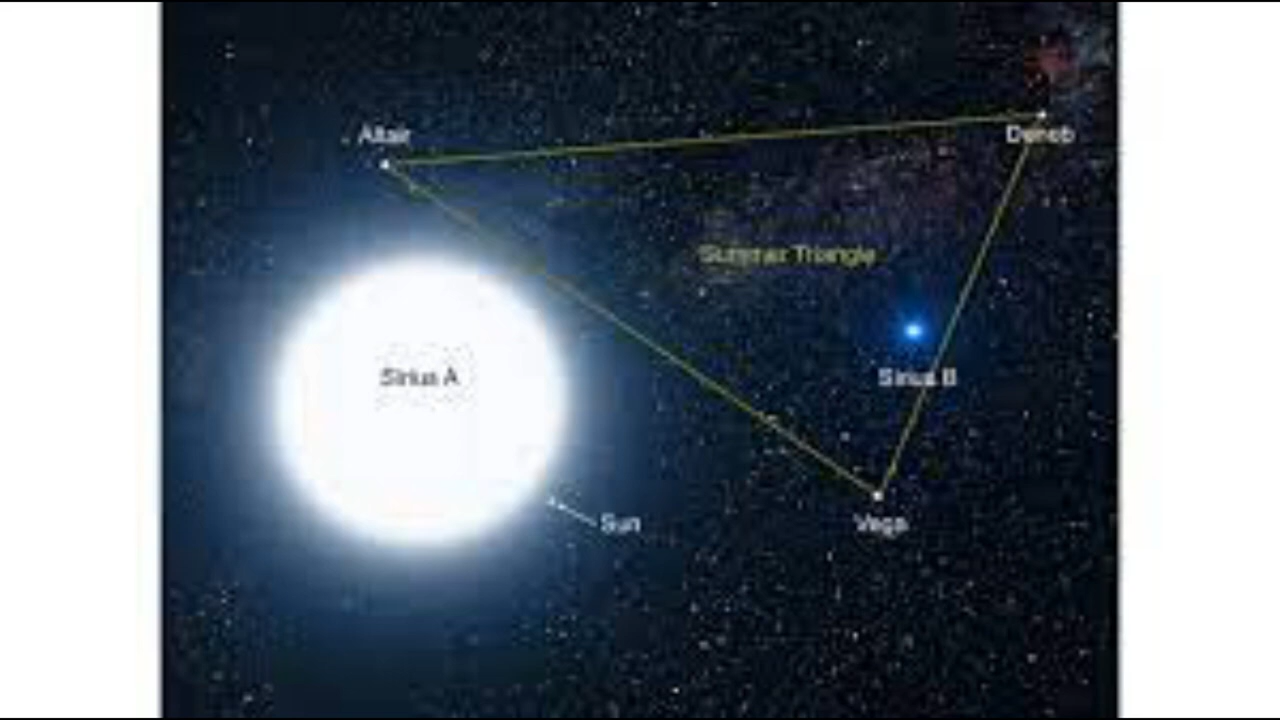 Altair
Deneb
Summer Triangle
Sirius A
Sirius B
Sun
Vega